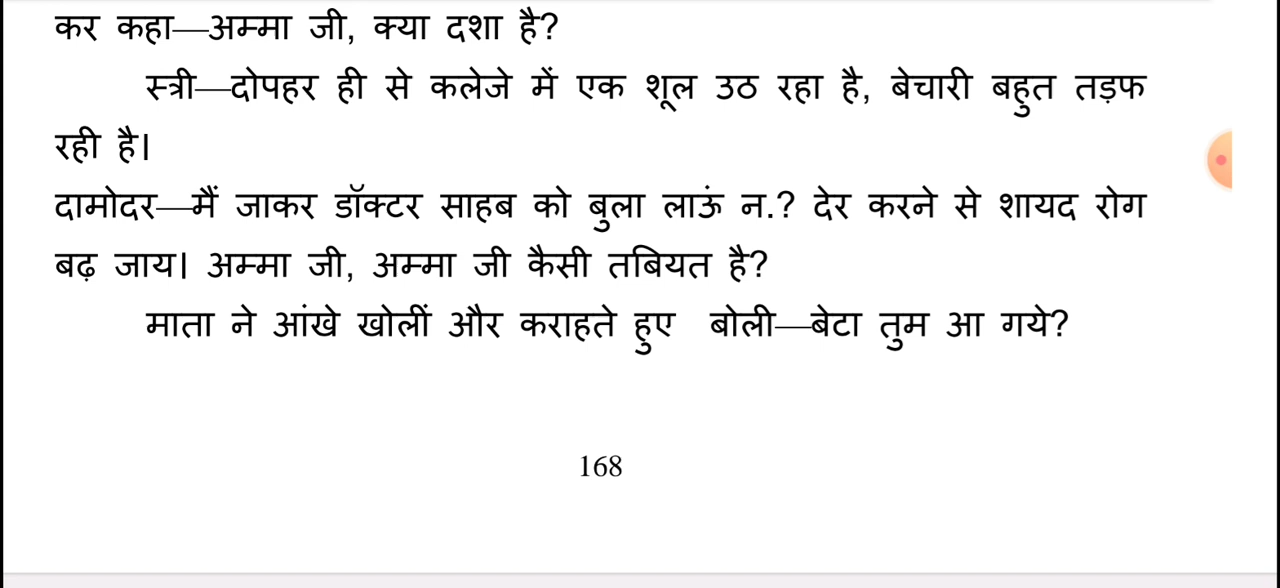 कर कहा—अम्मा जी, क्या दशा है?
स्त्री—दोपहर ही से कलेजे में एक शूल उठ रहा है, बेचारी बहुत तड़फ
रही है।
दामोदर—मैं जाकर डॉक्टर साहब को बुला लाऊं न.? देर करने से शायद रोग
बढ़ जाय। अम्मा जी, अम्मा जी कैसी तबियत है?
माता ने आंखे खोलीं और कराहते हुए बोली—बेटा तुम आ गये?
168